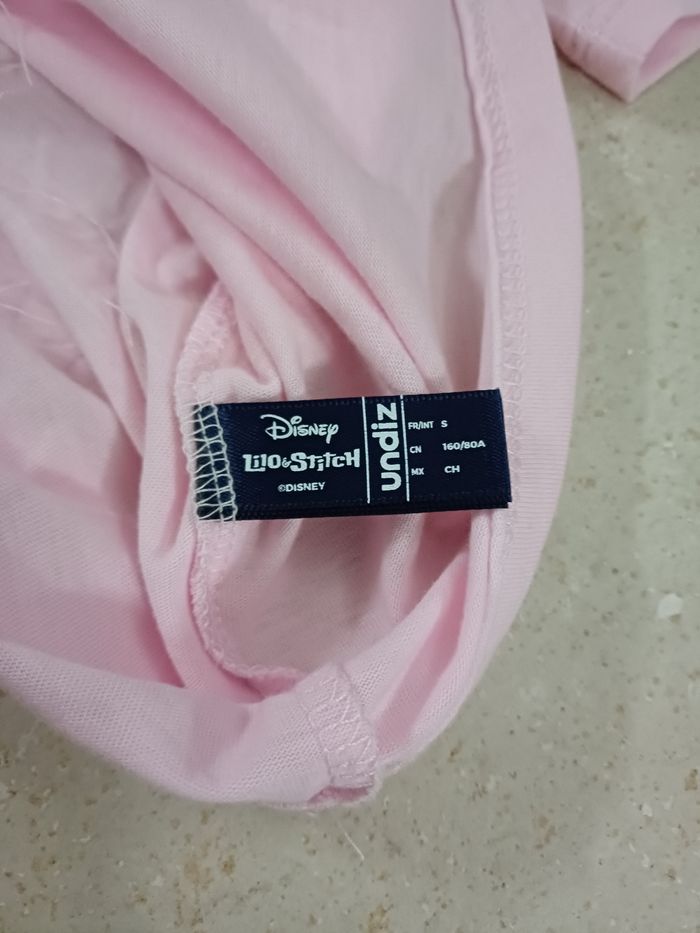 Disney
Lilo & Stitch
©DISNEY
undiz
FR/INT S
CN 160/80A
MX CH